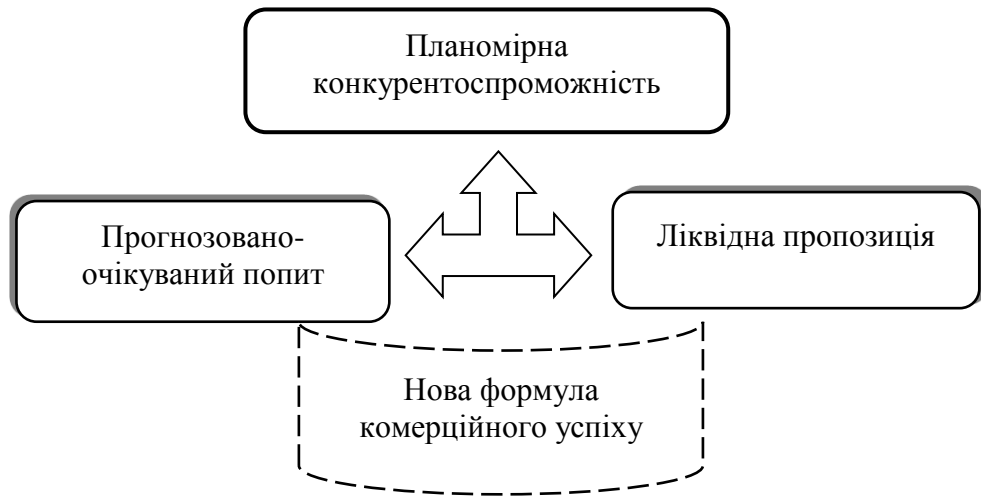 Планомірна
конкурентоспроможність
Прогнозовано-
очікуваний попит
Ліквідна пропозиція
Нова формула
комерційного успіху